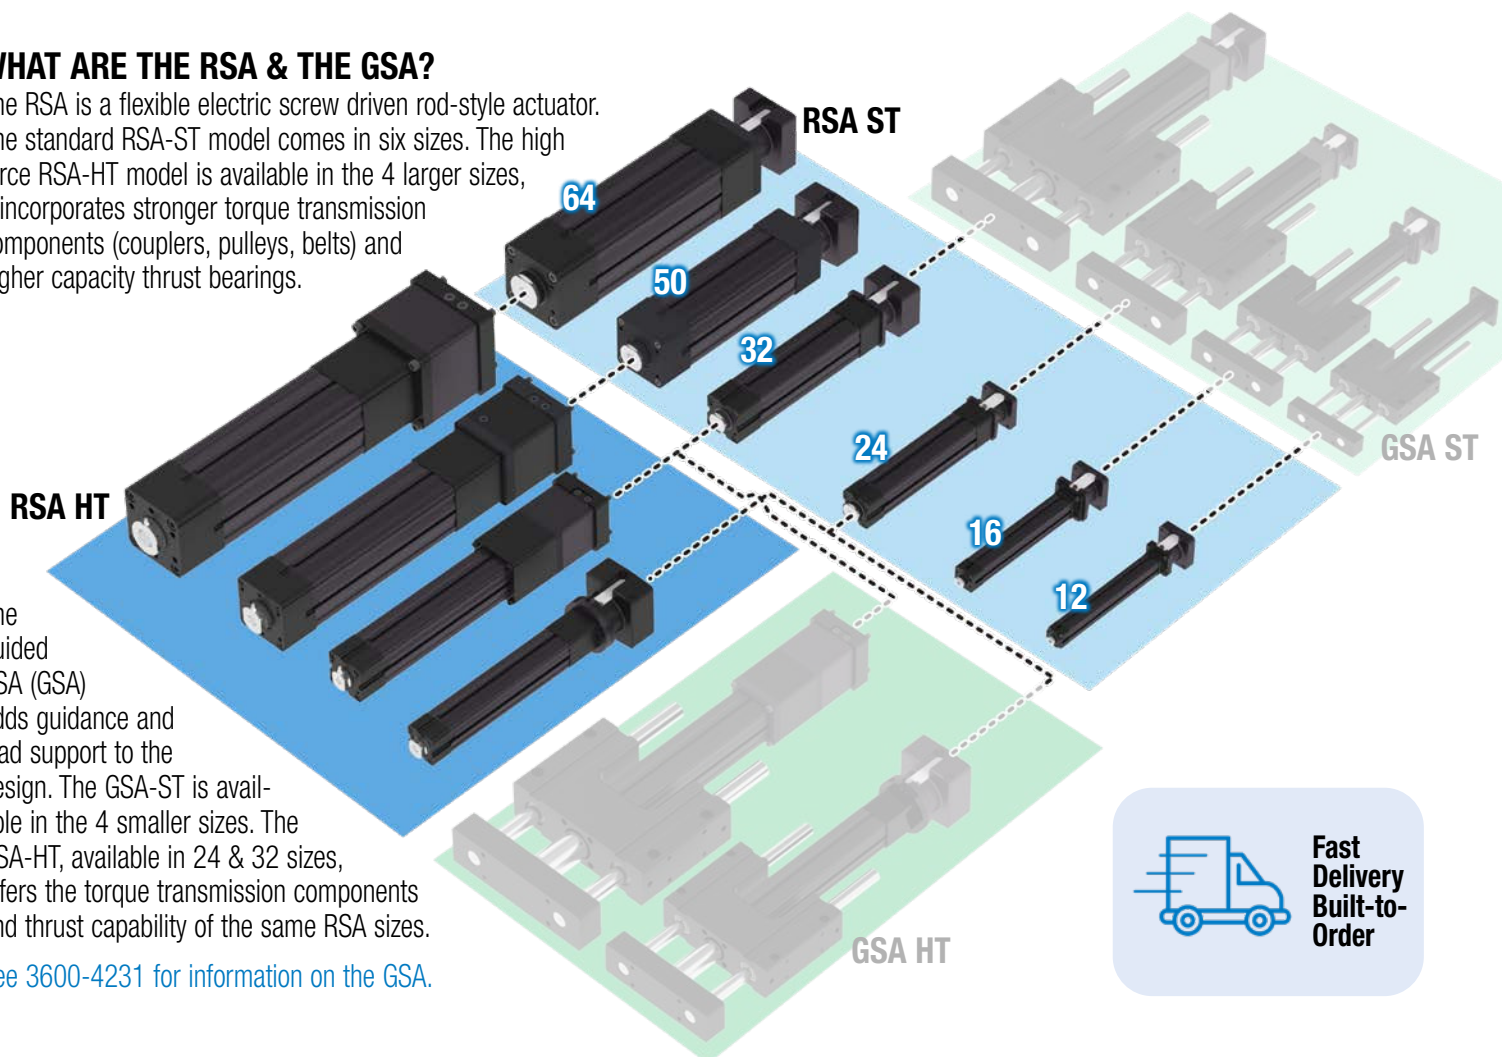 WHAT ARE THE RSA & THE GSA?
he RSA is a flexible electric screw driven rod-style actuator.
he standard RSA-ST model comes in six sizes. The high
rce RSA-HT model is available in the 4 larger sizes,
incorporates stronger torque transmission
omponents (couplers, pulleys, belts) and
gher capacity thrust bearings.
RSA ST
64
50
32
24
16
12
GSA ST
RSA HT
he
uided
SA (GSA)
dds guidance and
ad support to the
esign. The GSA-ST is avail-
ble in the 4 smaller sizes. The
SA-HT, available in 24 & 32 sizes,
fers the torque transmission components
nd thrust capability of the same RSA sizes.
ee 3600-4231 for information on the GSA.
GSA HT
Fast
Delivery
Built-to-
Order